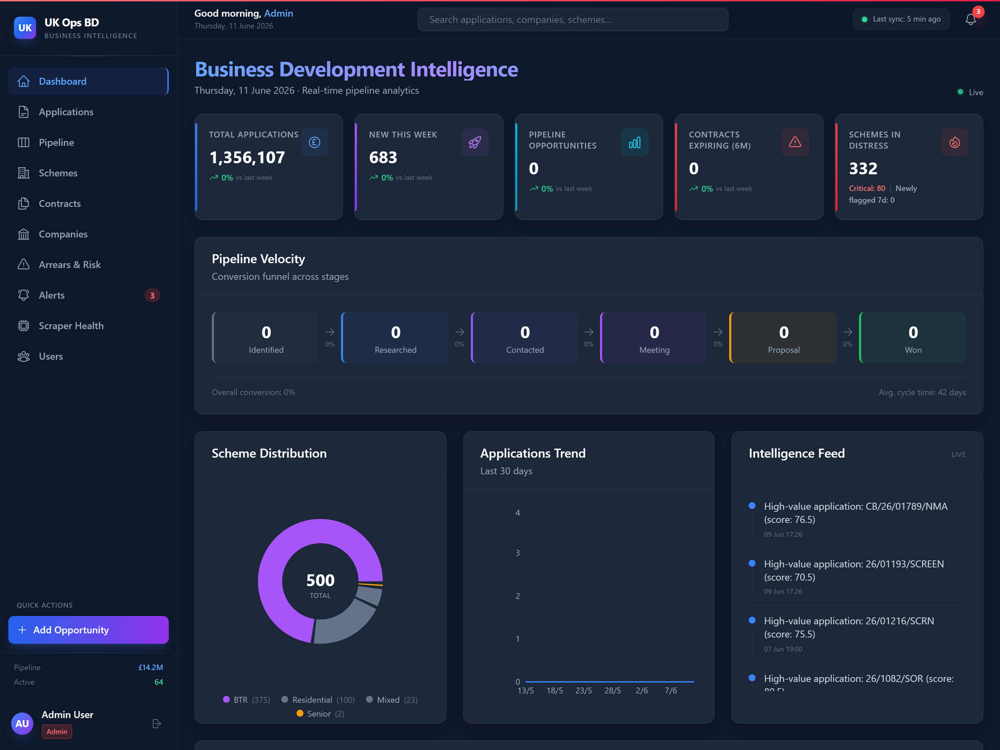 UK
UK Ops BD
BUSINESS INTELLIGENCE
Dashboard
Applications
Pipeline
Schemes
Contracts
Companies
Arrears & Risk
Alerts
3
Scraper Health
Users
QUICK ACTIONS
+ Add Opportunity
Pipeline £14.2M
Active 64
AU
Admin User
Admin
Good morning, Admin
Thursday, 11 June 2026
Search applications, companies, schemes...
Last sync: 5 min ago
3
Business Development Intelligence
Thursday, 11 June 2026 · Real-time pipeline analytics
Live
TOTAL APPLICATIONS
£
1,356,107
0% vs last week
NEW THIS WEEK
683
0% vs last week
PIPELINE
OPPORTUNITIES
0
0% vs last week
CONTRACTS
EXPIRING (6M)
0
0% vs last week
SCHEMES IN
DISTRESS
332
Critical: 80 | Newly
flagged 7d: 0
Pipeline Velocity
Conversion funnel across stages
0
Identified
0%
0
Researched
0%
0
Contacted
0%
0
Meeting
0%
0
Proposal
0%
0
Won
Overall conversion: 0%
Avg. cycle time: 42 days
Scheme Distribution
500
TOTAL
BTR (375) Residential (100) Mixed (23)
Senior (2)
Applications Trend
Last 30 days
4
3
2
1
0
13/5 18/5 23/5 28/5 2/6 7/6
Intelligence Feed
LIVE
High-value application: CB/26/01789/NMA
(score: 76.5)
09 Jun 17:26
High-value application: 26/01193/SCREEN
(score: 70.5)
09 Jun 17:26
High-value application: 26/01216/SCRN
(score: 75.5)
07 Jun 19:00
High-value application: 26/1082/SOR (score: